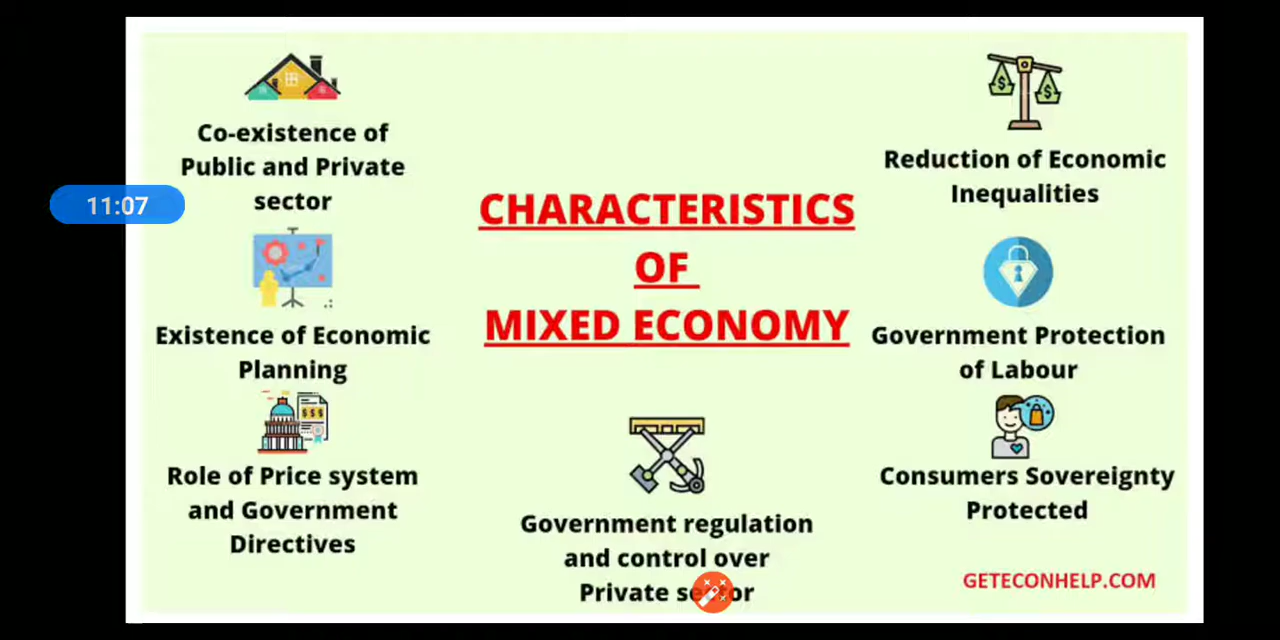 Co-existence of
Public and Private
sector
11:07
Existence of Economic
Planning
$$$
Role of Price system
and Government
Directives
CHARACTERISTICS
OF
MIXED ECONOMY
Government regulation
and control over
Private sector
$ $
Reduction of Economic
Inequalities
Government Protection
of Labour
Consumers Sovereignty
Protected
GETECONHELP.COM